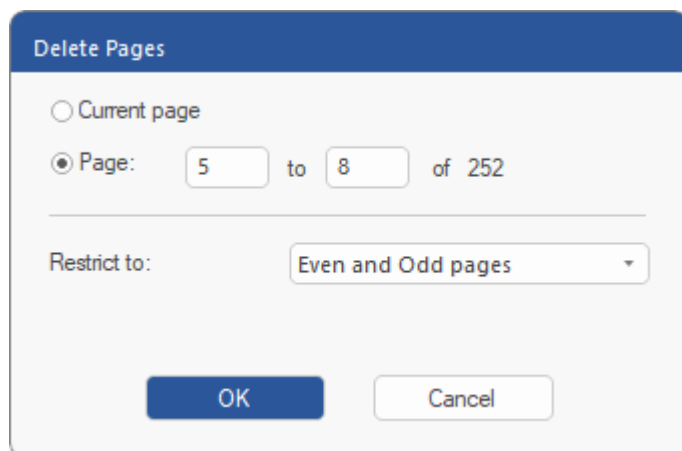 Delete Pages
Current page
Page: 5 to 8 of 252
Restrict to: Even and Odd pages
OK Cancel